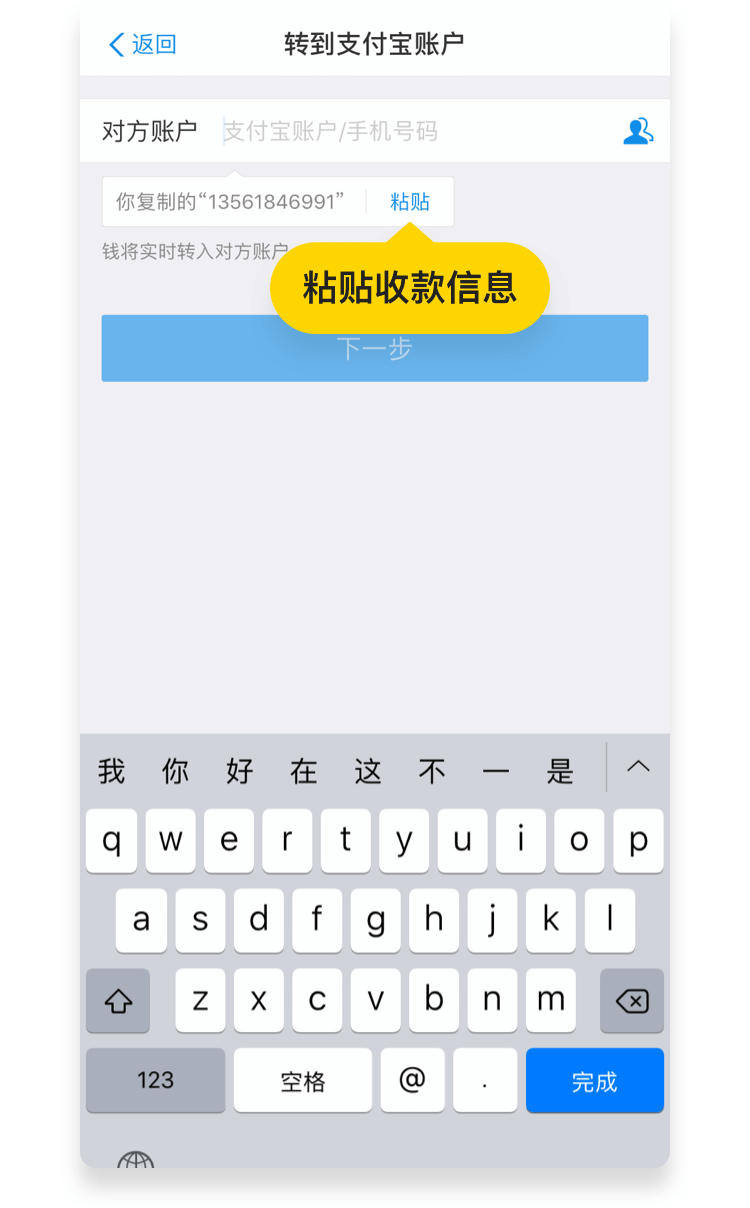 返回 转到支付宝账户
对方账户 支付宝账户/手机号码
你复制的“13561846991” 粘贴
钱将实时转入对方账户
粘贴收款信息
下一步
我 你 好 在 这 不 一 是
q w e r t y u i o p
a s d f g h j k l
z x c v b n m
123 空格 @ . 完成